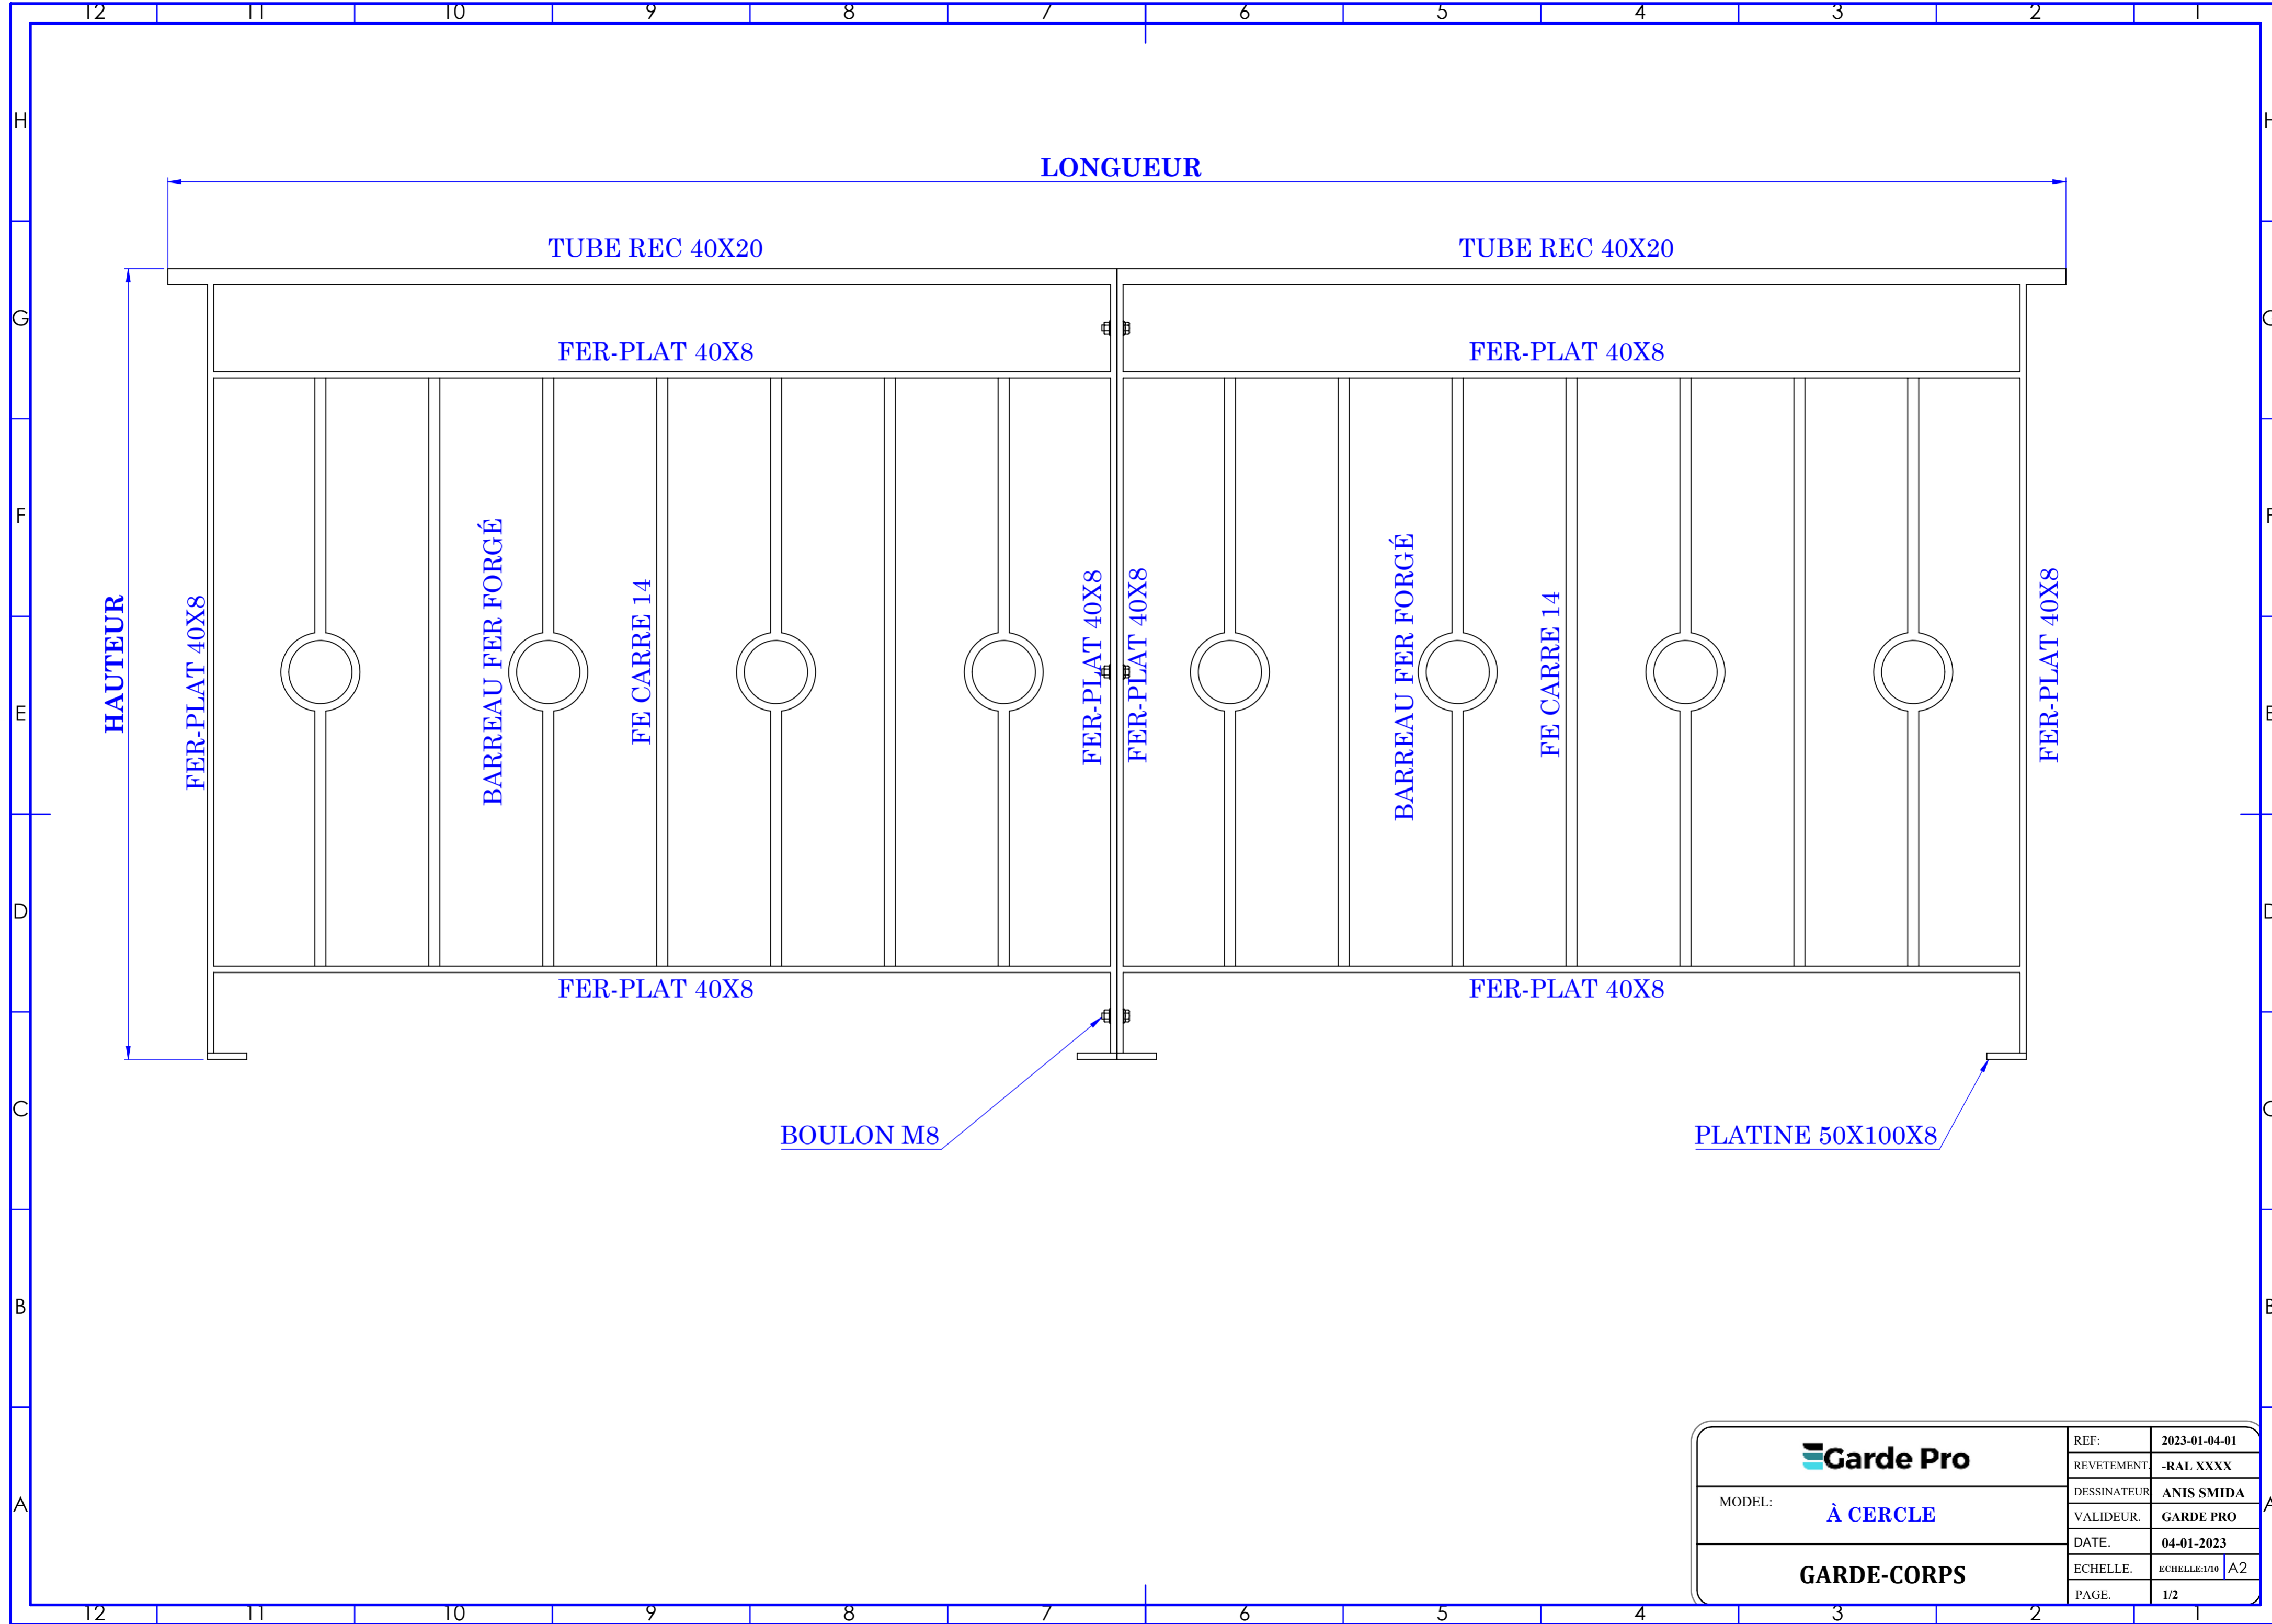 12 11 10 9 8 7 6 5 4 3 2 1
H H
LONGUEUR
TUBE REC 40X20 TUBE REC 40X20
G
FER-PLAT 40X8 FER-PLAT 40X8
F
HAUTEUR
FER-PLAT 40X8
BARREAU FER FORGÉ
FE CARRE 14
FER-PLAT 40X8
FER-PLAT 40X8
BARREAU FER FORGÉ
FE CARRE 14
FER-PLAT 40X8
E
D
FER-PLAT 40X8 FER-PLAT 40X8
C
BOULON M8 PLATINE 50X100X8
B
A
Garde Pro
MODEL:
À CERCLE
GARDE-CORPS
REF: 2023-01-04-01
REVETEMENT. -RAL XXXX
DESSINATEUR ANIS SMIDA
VALIDEUR. GARDE PRO
DATE. 04-01-2023
ECHELLE. ECHELLE:1/10 A2
PAGE. 1/2
12 11 10 9 8 7 6 5 4 3 2 1